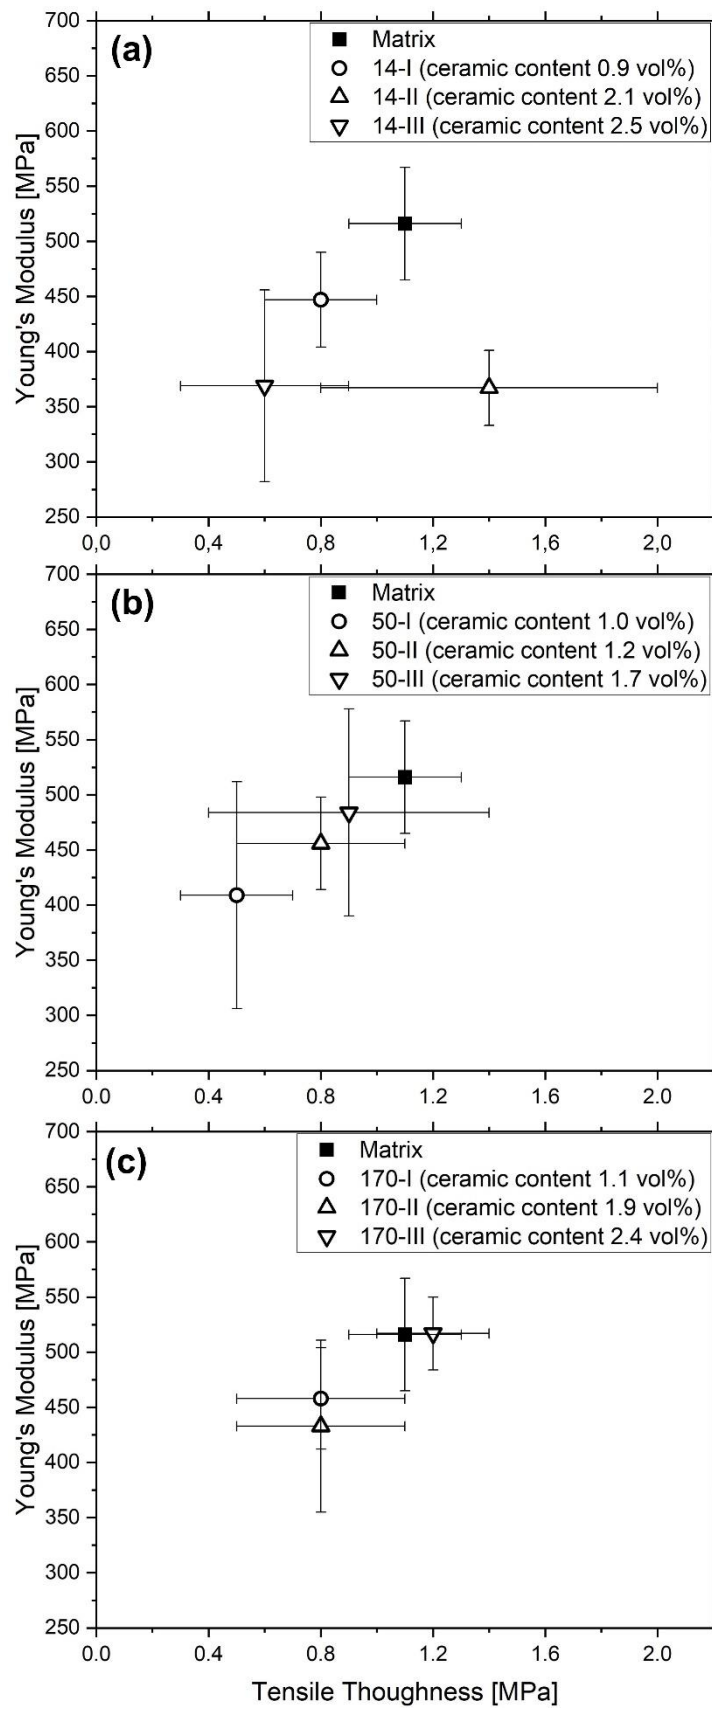 (a)
Matrix
14-I (ceramic content 0.9 vol%)
14-II (ceramic content 2.1 vol%)
14-III (ceramic content 2.5 vol%)
700
650
600
550
500
450
400
350
300
250
Young's Modulus [MPa]
0,0 0,4 0,8 1,2 1,6 2,0
(b)
Matrix
50-I (ceramic content 1.0 vol%)
50-II (ceramic content 1.2 vol%)
50-III (ceramic content 1.7 vol%)
700
650
600
550
500
450
400
350
300
250
Young's Modulus [MPa]
0.0 0.4 0.8 1.2 1.6 2.0
(c)
Matrix
170-I (ceramic content 1.1 vol%)
170-II (ceramic content 1.9 vol%)
170-III (ceramic content 2.4 vol%)
700
650
600
550
500
450
400
350
300
250
Young's Modulus [MPa]
0.0 0.4 0.8 1.2 1.6 2.0
Tensile Thoughness [MPa]